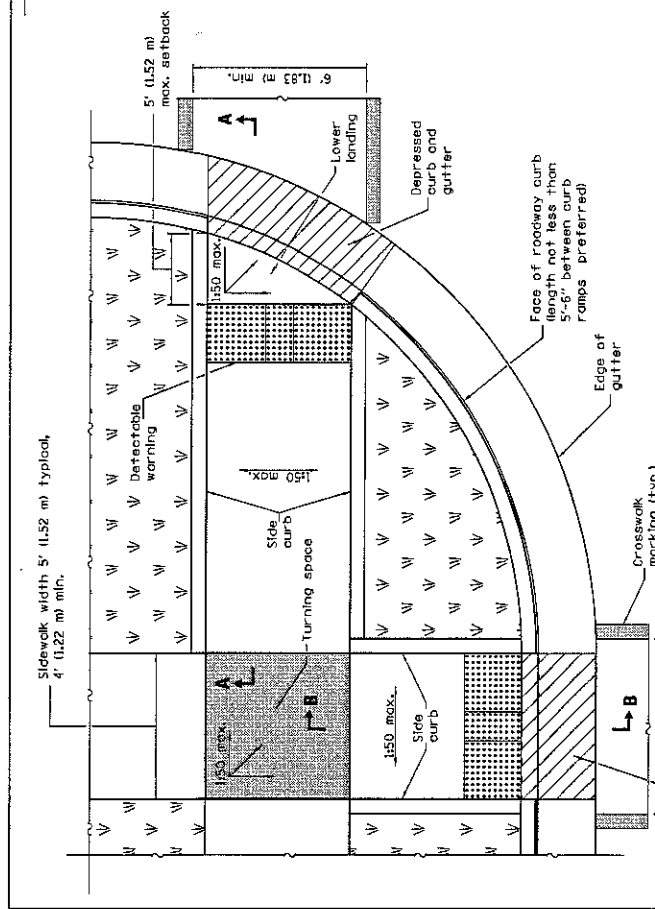 Sidewalk width 5' (1.52 m) typical,
4' (1.22 m) min.
5' (1.52 m)
max. setback
6' (1.83 m) min.
A
Lower
landing
Depressed
curb and
gutter
1:50 max.
Detectable
warning
1:50 max.
Side
curb
Turning space
Face of roadway curb
(length not less than
5'-6" between curb
ramps preferred)
Edge of
gutter
1:50 max.
A
B
1:50 max.
Side
curb
Crosswalk
marking (typ.)
B